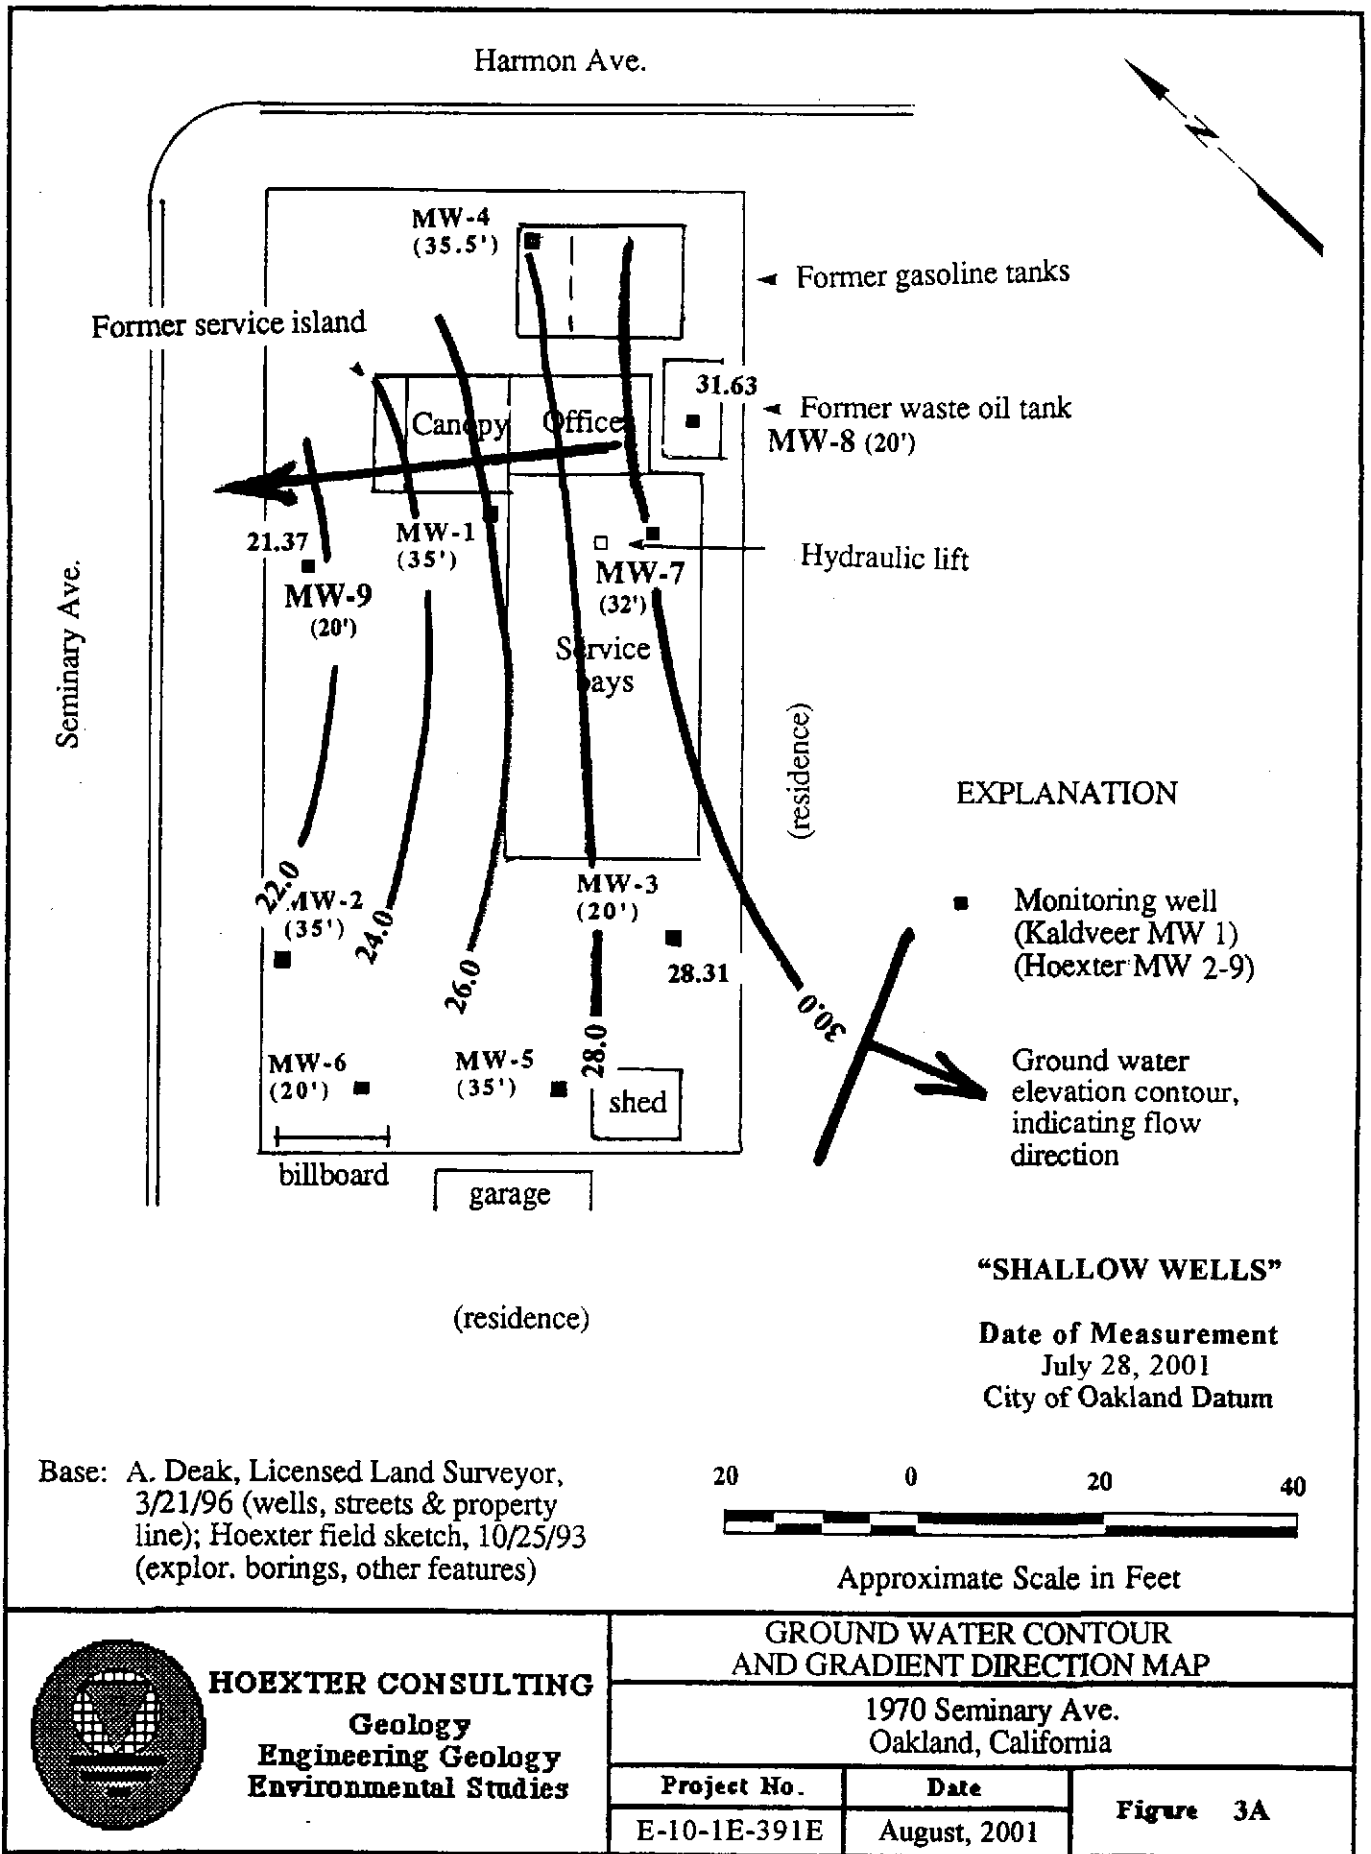 Harmon Ave.
N
MW-4
(35.5')
Former gasoline tanks
Former service island
31.63
Canopy
Office
Former waste oil tank
MW-8 (20')
21.37
MW-1
(35')
Hydraulic lift
MW-7
(32')
MW-9
(20')
Service
bays
Seminary Ave.
(residence)
EXPLANATION
22.0
MW-2
(35')
24.0
26.0
MW-3
(20')
28.31
30.0
28.0
Monitoring well
(Kaldveer MW 1)
(Hoexter MW 2-9)
MW-6
(20')
MW-5
(35')
shed
Ground water
elevation contour,
indicating flow
direction
billboard
garage
(residence)
“SHALLOW WELLS”
Date of Measurement
July 28, 2001
City of Oakland Datum
Base: A. Deak, Licensed Land Surveyor,
3/21/96 (wells, streets & property
line); Hoexter field sketch, 10/25/93
(explor. borings, other features)
20 0 20 40
Approximate Scale in Feet
HOEXTER CONSULTING
Geology
Engineering Geology
Environmental Studies
GROUND WATER CONTOUR
AND GRADIENT DIRECTION MAP
1970 Seminary Ave.
Oakland, California
Project No.
E-10-1E-391E
Date
August, 2001
Figure 3A